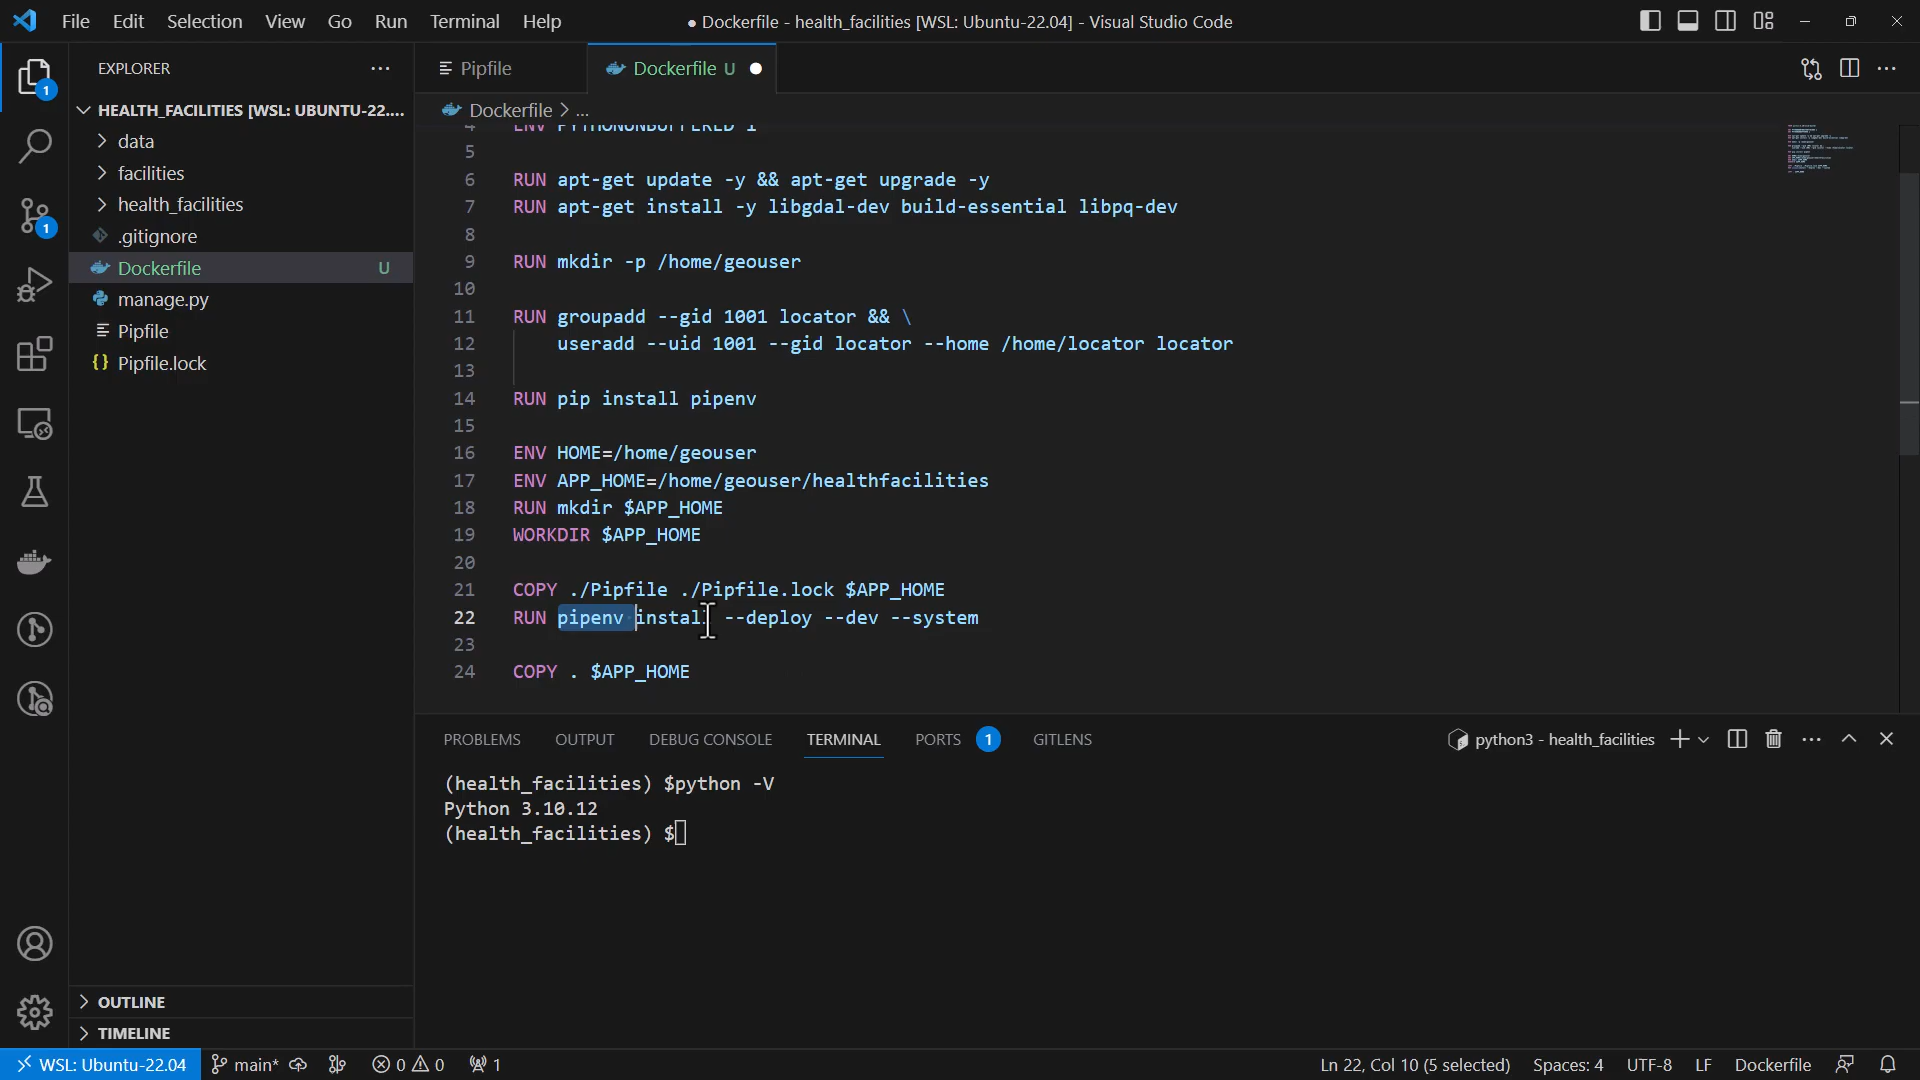 File Edit Selection View Go Run Terminal Help
● Dockerfile - health_facilities [WSL: Ubuntu-22.04] - Visual Studio Code
EXPLORER
1
HEALTH_FACILITIES [WSL: UBUNTU-22....
data
facilities
health_facilities
.gitignore
Dockerfile U
manage.py
Pipfile
Pipfile.lock
1
OUTLINE
TIMELINE
Pipfile
Dockerfile U
Dockerfile > ...
4 ENV PYTHONUNBUFFERED 1
5
6 RUN apt-get update -y && apt-get upgrade -y
7 RUN apt-get install -y libgdal-dev build-essential libpq-dev
8
9 RUN mkdir -p /home/geouser
10
11 RUN groupadd --gid 1001 locator && \
12 useradd --uid 1001 --gid locator --home /home/locator locator
13
14 RUN pip install pipenv
15
16 ENV HOME=/home/geouser
17 ENV APP_HOME=/home/geouser/healthfacilities
18 RUN mkdir $APP_HOME
19 WORKDIR $APP_HOME
20
21 COPY ./Pipfile ./Pipfile.lock $APP_HOME
22 RUN pipenv install --deploy --dev --system
23
24 COPY . $APP_HOME
PROBLEMS OUTPUT DEBUG CONSOLE TERMINAL PORTS 1 GITLENS
python3 - health_facilities
(health_facilities) $python -V
Python 3.10.12
(health_facilities) $
WSL: Ubuntu-22.04 main* 0 0 1 Ln 22, Col 10 (5 selected) Spaces: 4 UTF-8 LF Dockerfile